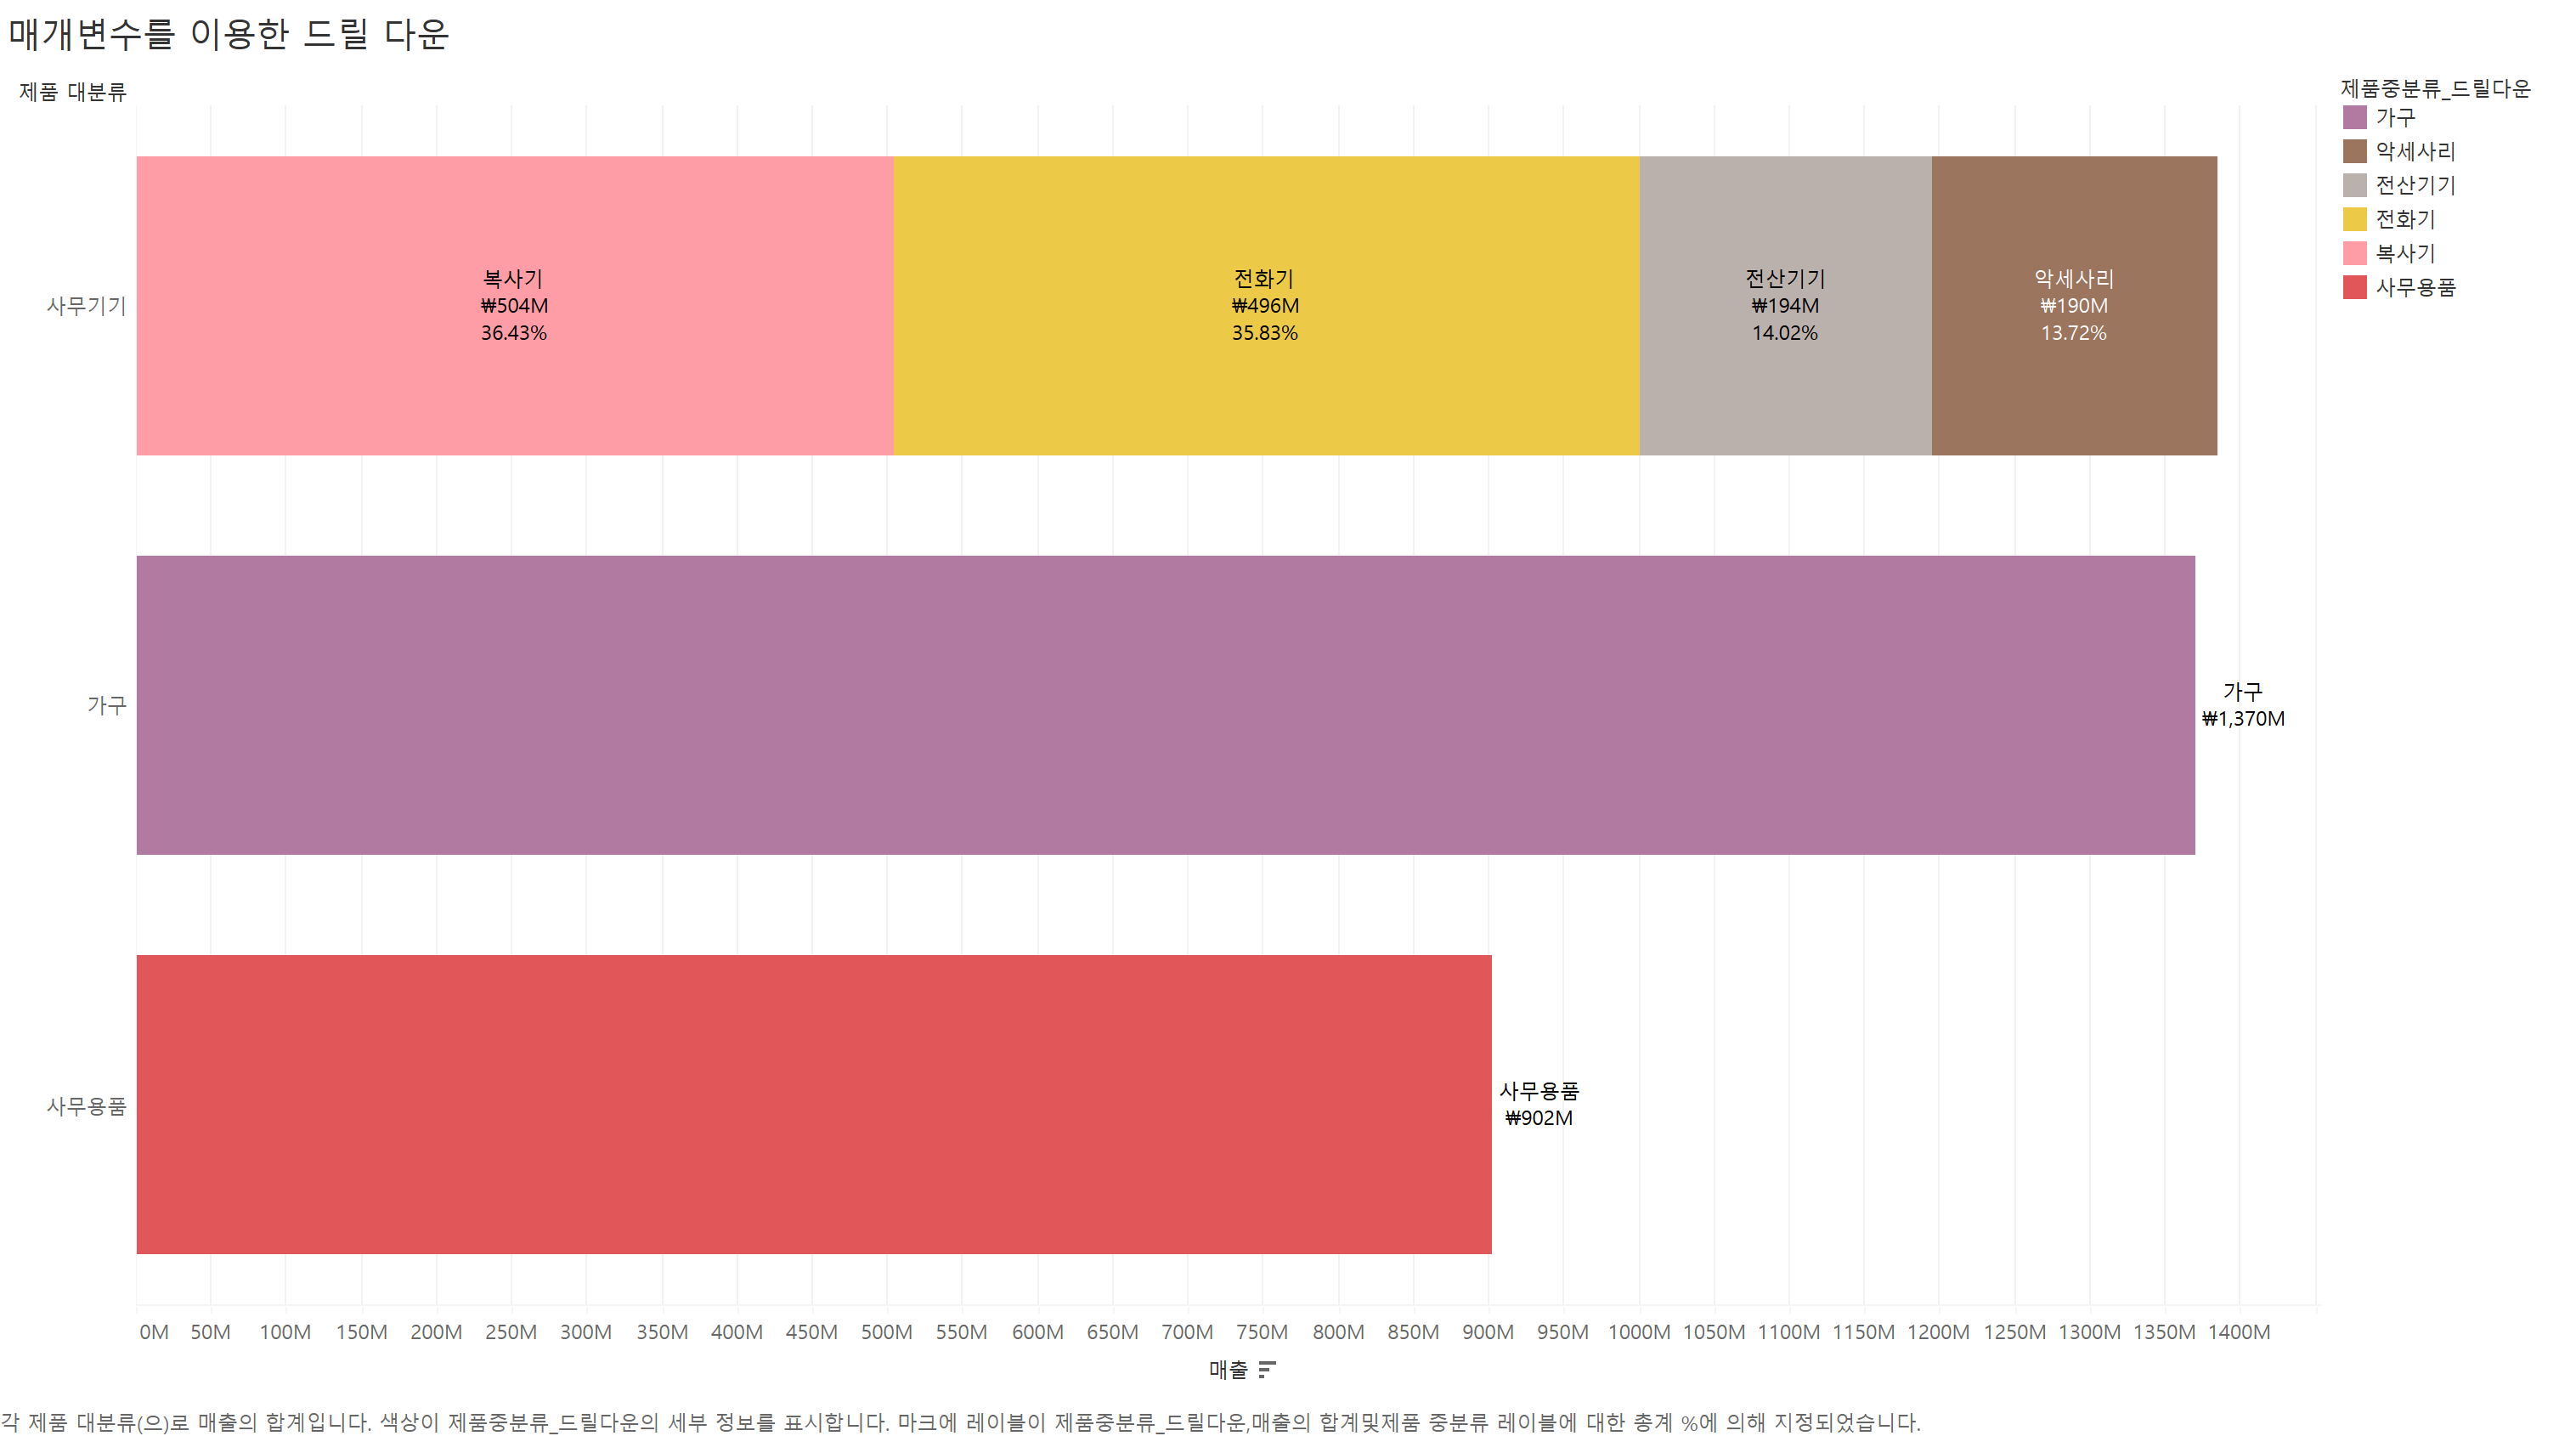 매개변수를 이용한 드릴 다운
제품 대분류
제품중분류_드릴다운
가구
악세사리
전산기기
전화기
복사기
사무용품
사무기기
복사기
₩504M
36.43%
전화기
₩496M
35.83%
전산기기
₩194M
14.02%
악세사리
₩190M
13.72%
가구
가구
₩1,370M
사무용품
사무용품
₩902M
0M 50M 100M 150M 200M 250M 300M 350M 400M 450M 500M 550M 600M 650M 700M 750M 800M 850M 900M 950M 1000M 1050M 1100M 1150M 1200M 1250M 1300M 1350M 1400M
매출
각 제품 대분류(으)로 매출의 합계입니다. 색상이 제품중분류_드릴다운의 세부 정보를 표시합니다. 마크에 레이블이 제품중분류_드릴다운,매출의 합계및제품 중분류 레이블에 대한 총계 %에 의해 지정되었습니다.